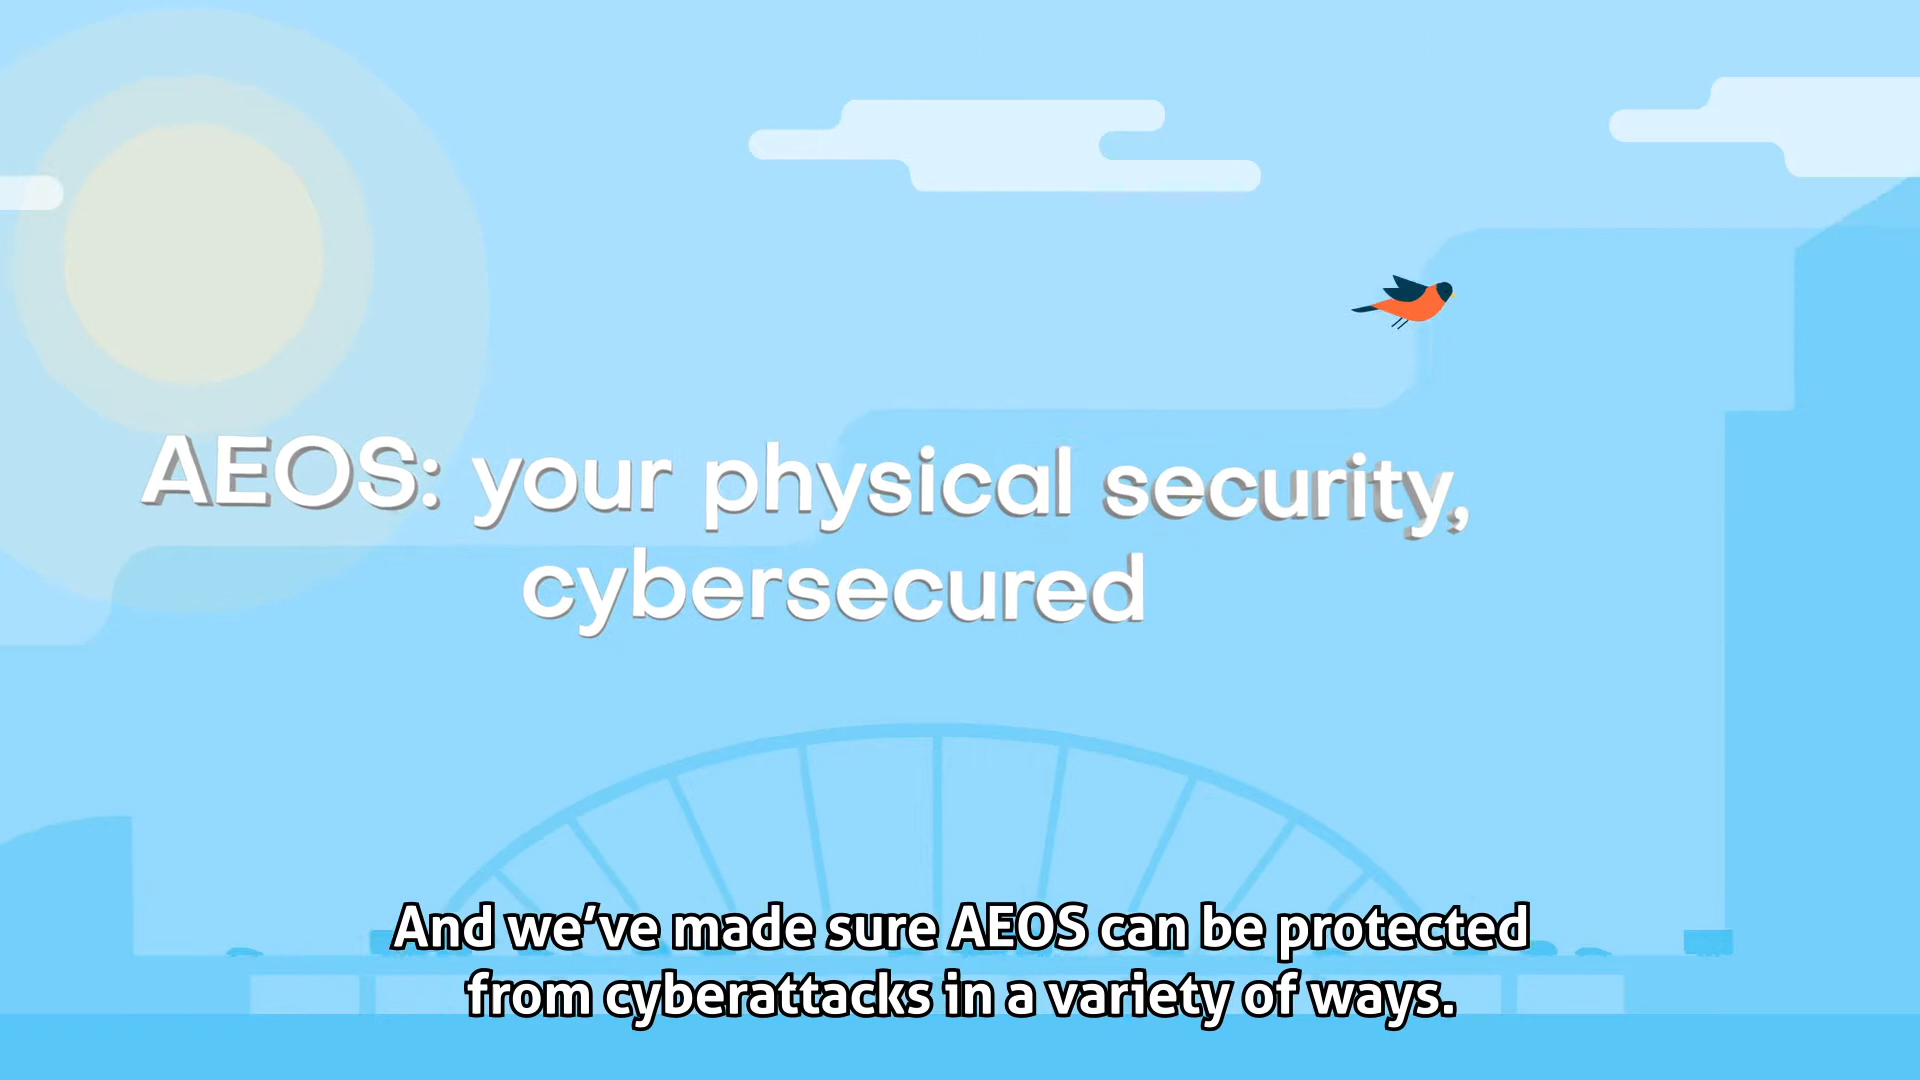 AEOS: your physical security,
cybersecured
And we’ve made sure AEOS can be protected
from cyberattacks in a variety of ways.